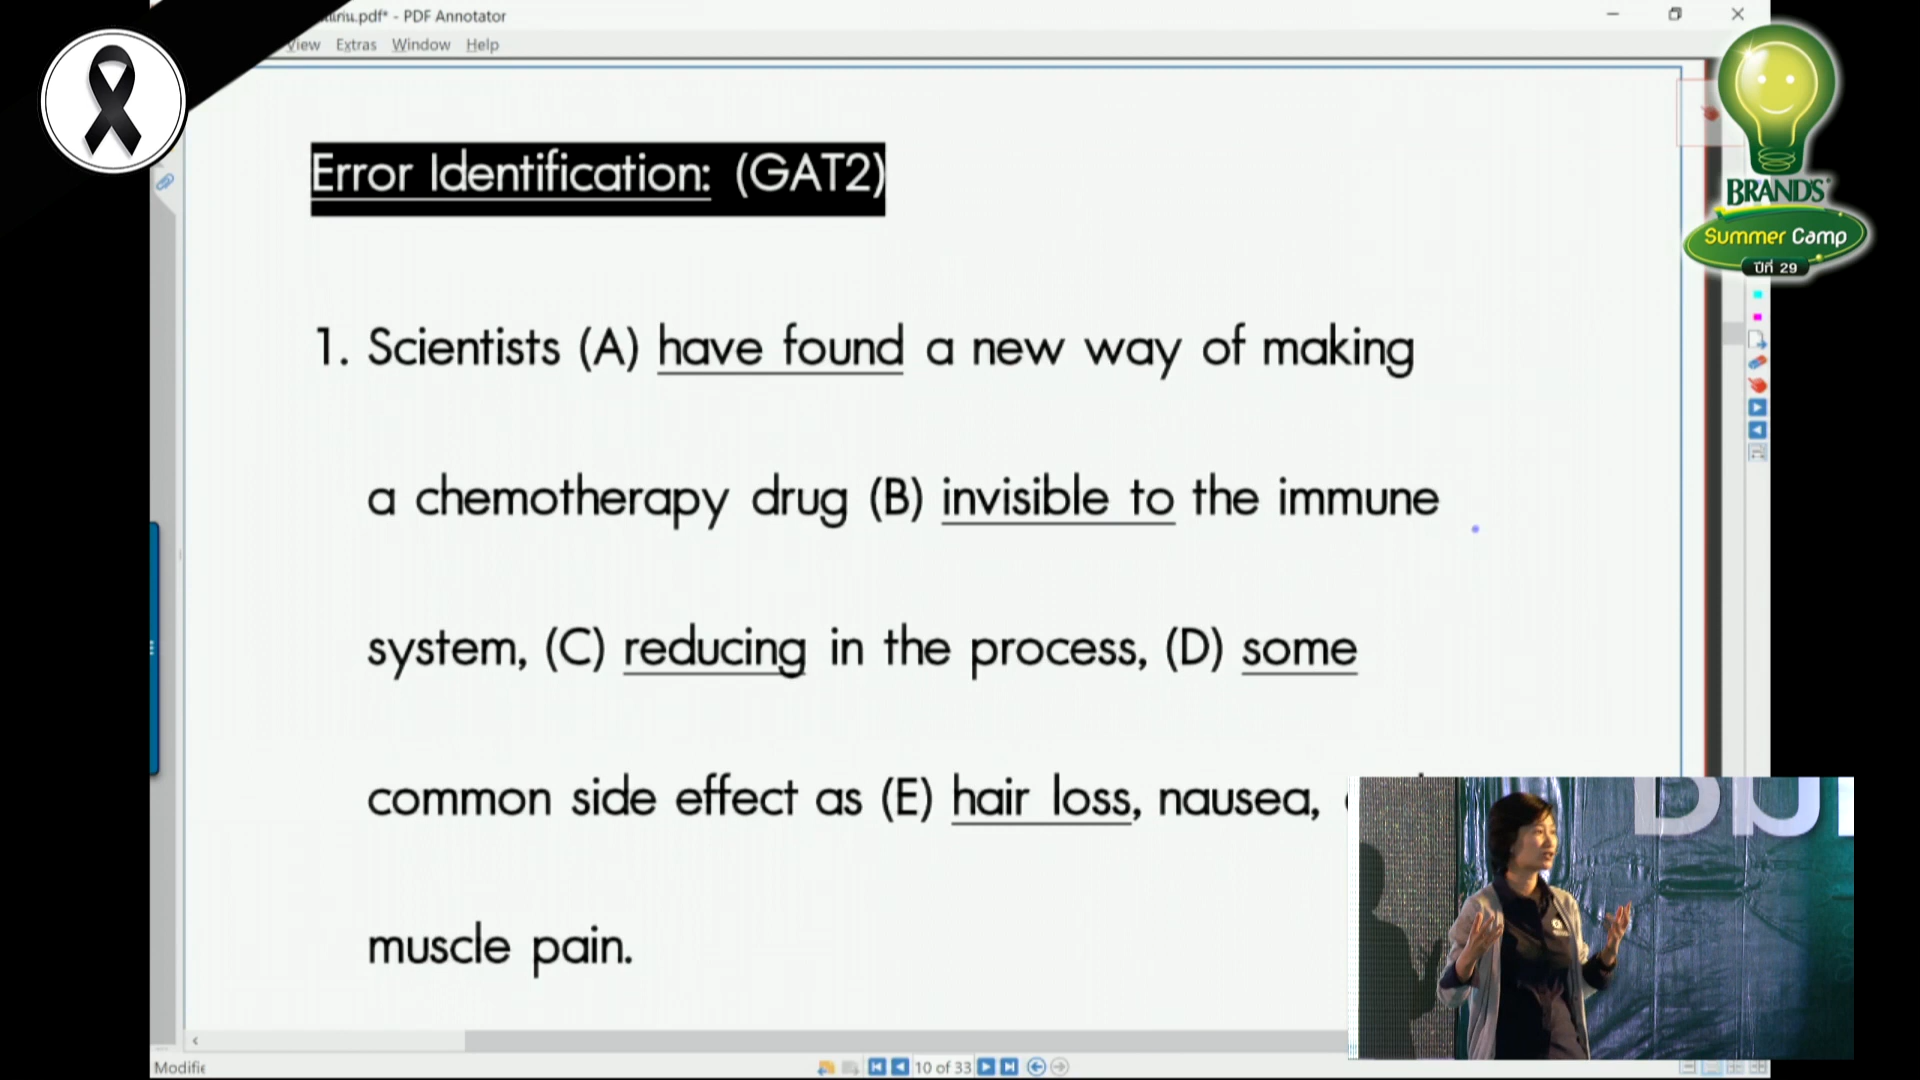 .pdf* - PDF Annotator
View Extras Window Help
Error Identification: (GAT2)
BRAND'S
Summer Camp
ปีที่ 29
1. Scientists (A) have found a new way of making
a chemotherapy drug (B) invisible to the immune
system, (C) reducing in the process, (D) some
common side effect as (E) hair loss, nausea,
muscle pain.
10 of 33